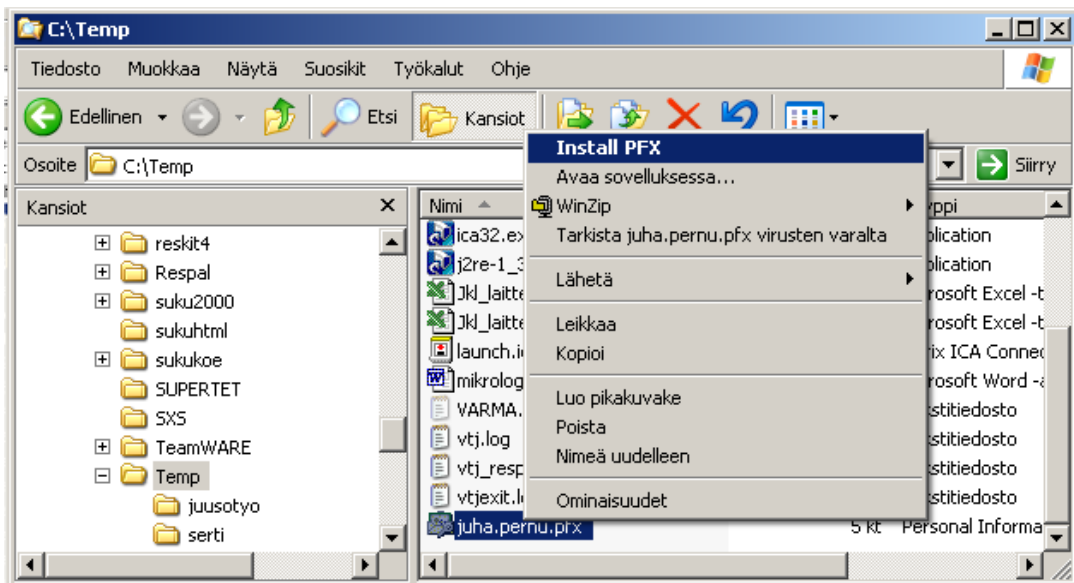 C:\Temp
Tiedosto Muokkaa Näytä Suosikit Työkalut Ohje
Edellinen Etsi Kansiot
Osoite C:\Temp Siirry
Kansiot
reskit4
Respal
suku2000
sukuhtml
sukukoe
SUPERTET
SXS
TeamWARE
Temp
juusotyo
serti
Nimi
ica32.ex
j2re-1_3
Jkl_laitte
Jkl_laitte
launch.i
mikrolog
VARMA.
vtj.log
vtj_resp
vtjexit.l
juha.pernu.pfx 5 kt Personal Informa
Install PFX
Avaa sovelluksessa...
WinZip
Tarkista juha.pernu.pfx virusten varalta
Lähetä
Leikkaa
Kopioi
Luo pikakuvake
Poista
Nimeä uudelleen
Ominaisuudet
yppi
plication
plication
rosoft Excel -t
rosoft Excel -t
rix ICA Connec
rosoft Word -a
stitiedosto
stitiedosto
stitiedosto
stitiedosto